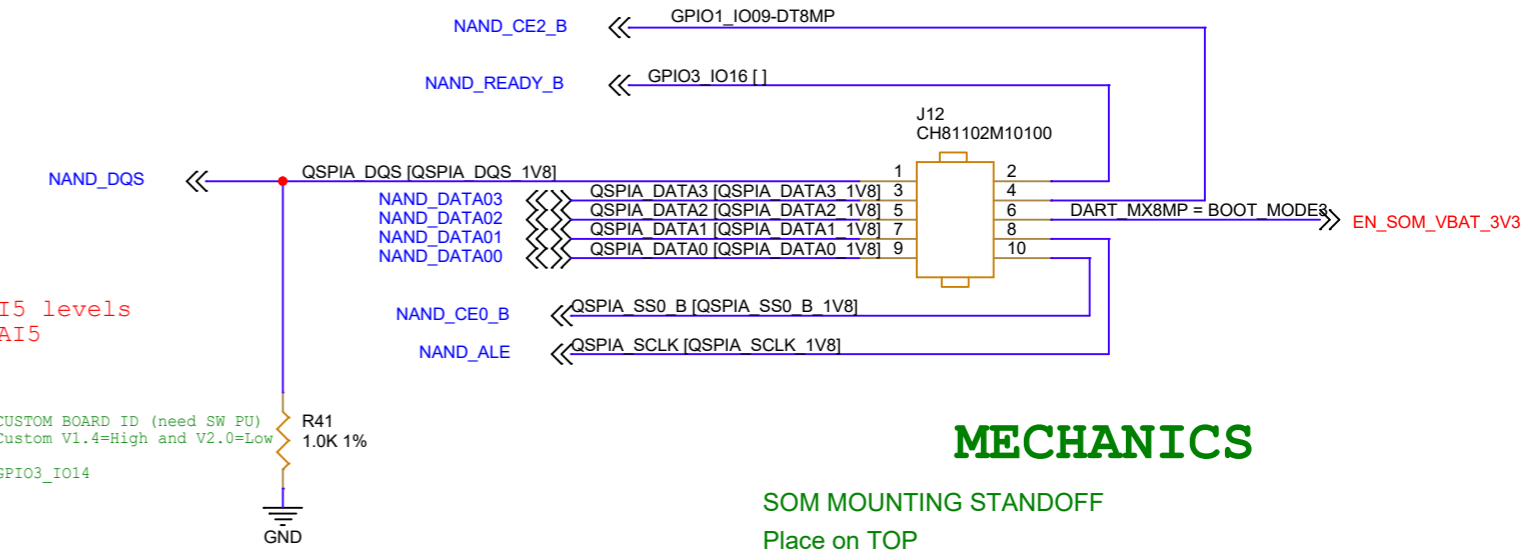 NAND_CE2_B
GPIO1_IO09-DT8MP
NAND_READY_B
GPIO3_IO16 [ ]
J12
CH81102M10100
NAND_DQS
QSPIA_DQS [QSPIA_DQS_1V8]
1
2
NAND_DATA03
QSPIA_DATA3 [QSPIA_DATA3_1V8]
3
4
NAND_DATA02
QSPIA_DATA2 [QSPIA_DATA2_1V8]
5
6
DART_MX8MP = BOOT_MODE3
EN_SOM_VBAT_3V3
NAND_DATA01
QSPIA_DATA1 [QSPIA_DATA1_1V8]
7
8
NAND_DATA00
QSPIA_DATA0 [QSPIA_DATA0_1V8]
9
10
NAND_CE0_B
QSPIA_SS0_B [QSPIA_SS0_B_1V8]
NAND_ALE
QSPIA_SCLK [QSPIA_SCLK_1V8]
I5 levels
AI5
CUSTOM BOARD ID (need SW PU)
Custom V1.4=High and V2.0=Low
GPIO3_IO14
R41
1.0K 1%
GND
MECHANICS
SOM MOUNTING STANDOFF
Place on TOP